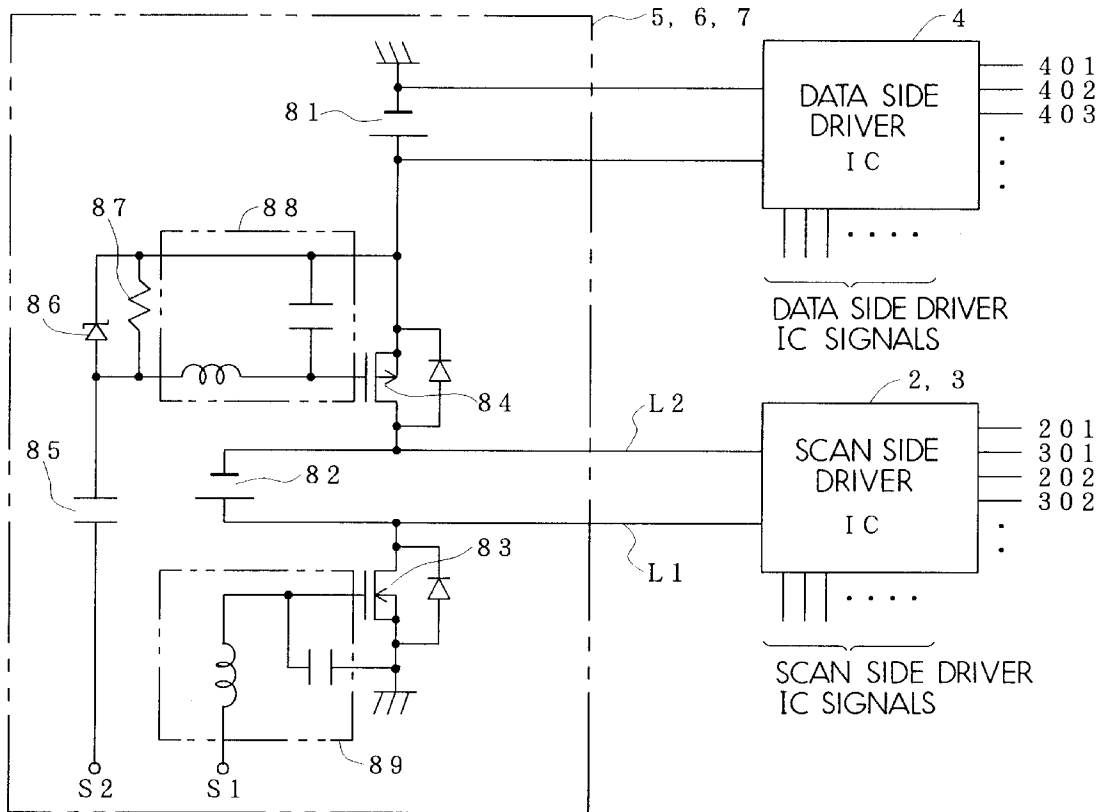 5, 6, 7
4
401
402
403
DATA SIDE
DRIVER
IC
81
87
88
86
DATA SIDE DRIVER
IC SIGNALS
84
L2
2, 3
201
301
202
302
SCAN SIDE
DRIVER
IC
85
82
83
L1
SCAN SIDE DRIVER
IC SIGNALS
89
S2
S1